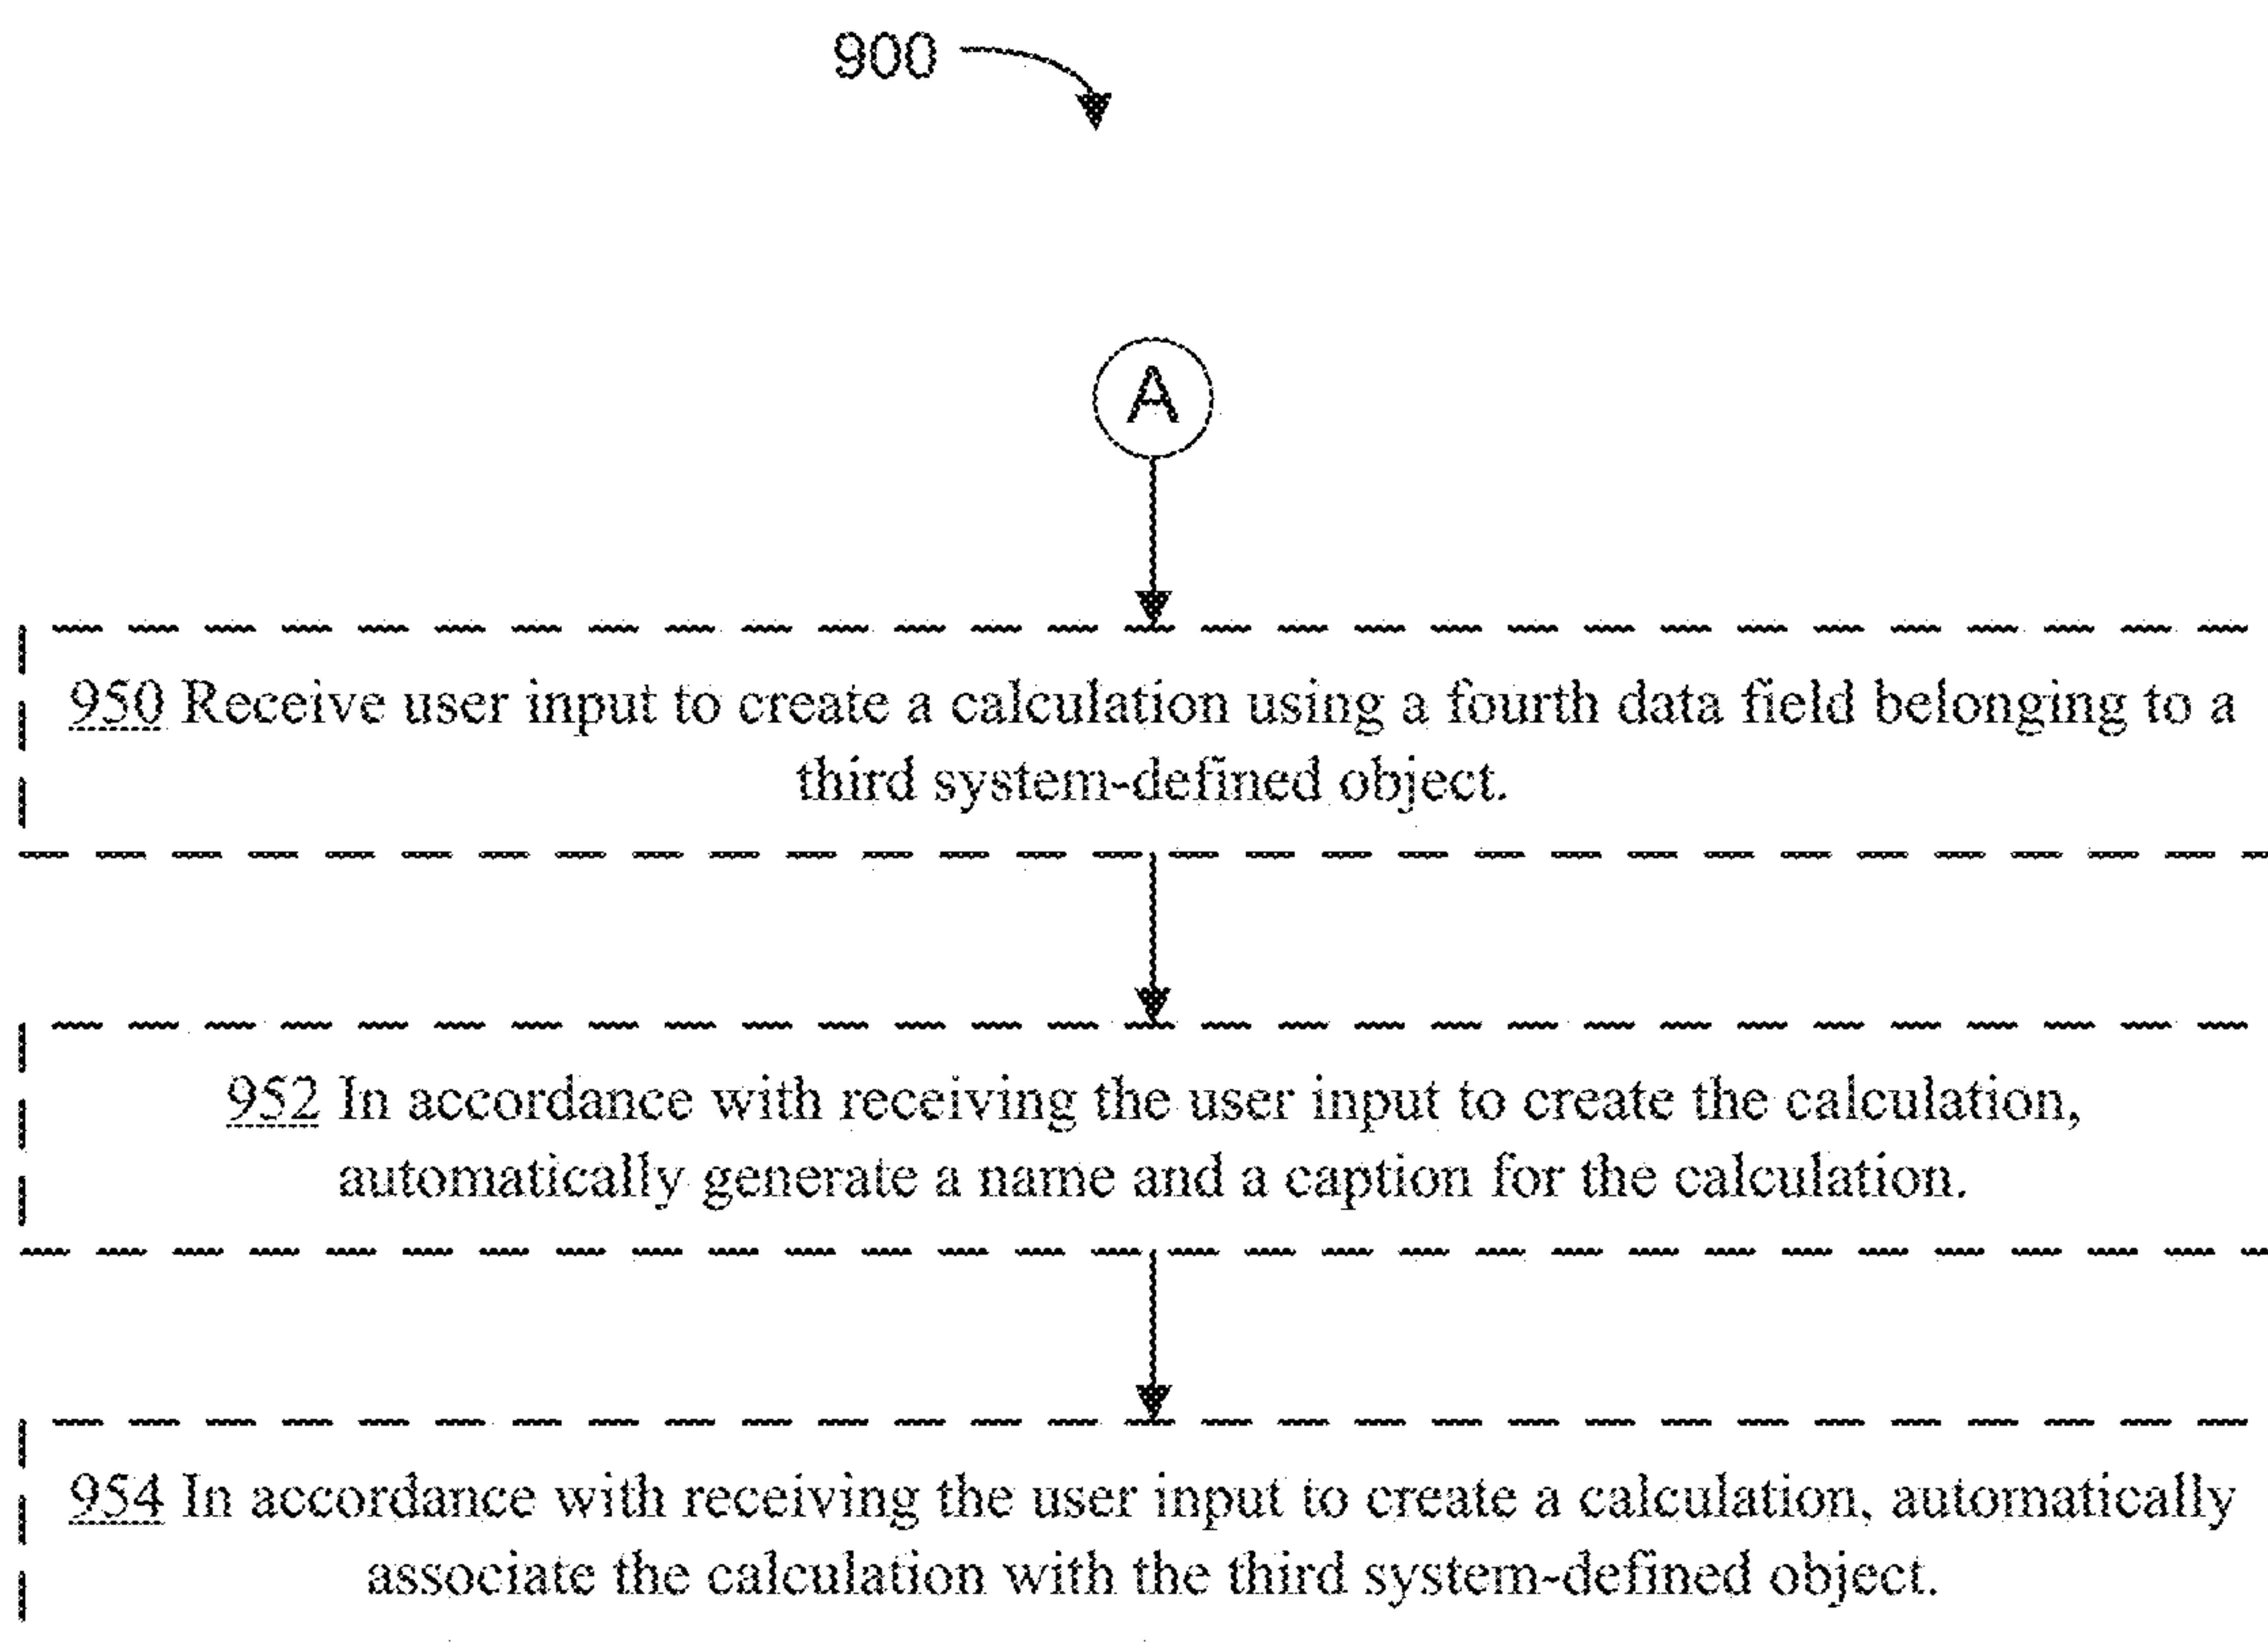 900
A
950 Receive user input to create a calculation using a fourth data field belonging to a
third system-defined object.
952 In accordance with receiving the user input to create the calculation,
automatically generate a name and a caption for the calculation.
954 In accordance with receiving the user input to create a calculation, automatically
associate the calculation with the third system-defined object.